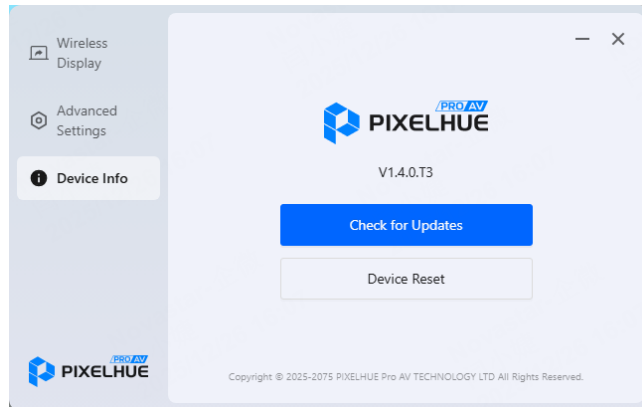 Wireless
Display
Advanced
Settings
Device Info
PRO AV
PIXELHUE
PRO AV
PIXELHUE
V1.4.0.T3
Check for Updates
Device Reset
Copyright © 2025-2075 PIXELHUE Pro AV TECHNOLOGY LTD All Rights Reserved.